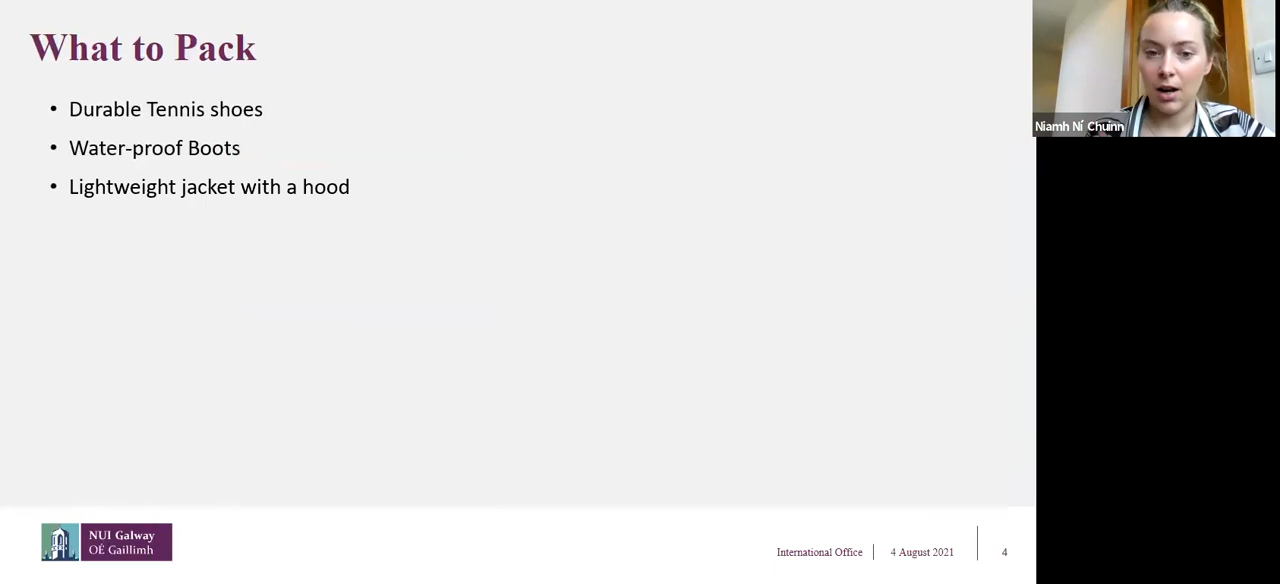 What to Pack
• Durable Tennis shoes
• Water-proof Boots
• Lightweight jacket with a hood
Niamh Ní Chuinn
NUI Galway
OÉ Gaillimh
International Office
4 August 2021
4